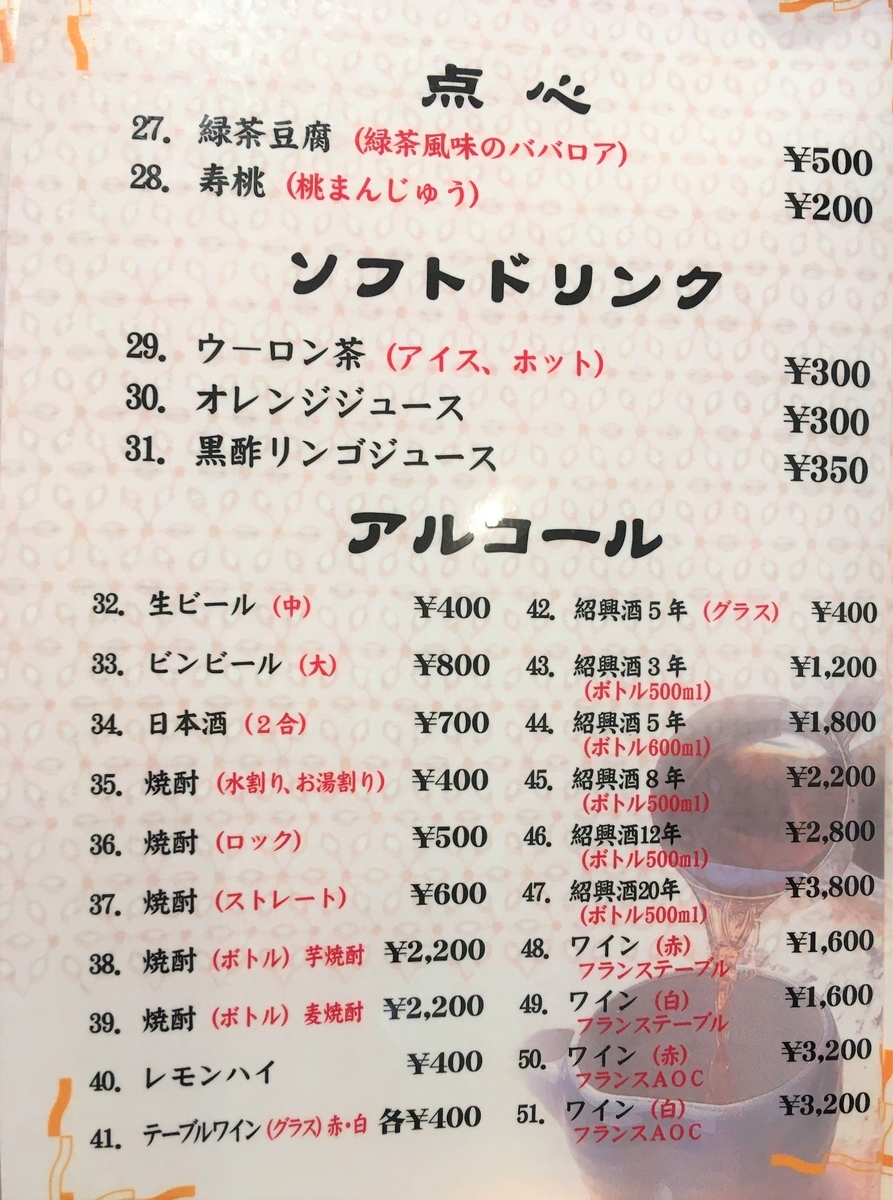 点心
27. 緑茶豆腐 (緑茶風味のババロア) ¥500
28. 寿桃 (桃まんじゅう) ¥200
ソフトドリンク
29. ウーロン茶 (アイス、ホット) ¥300
30. オレンジジュース ¥300
31. 黒酢リンゴジュース ¥350
アルコール
32. 生ビール (中) ¥400
33. ビンビール (大) ¥800
34. 日本酒 (2合) ¥700
35. 焼酎 (水割り、お湯割り) ¥400
36. 焼酎 (ロック) ¥500
37. 焼酎 (ストレート) ¥600
38. 焼酎 (ボトル) 芋焼酎 ¥2,200
39. 焼酎 (ボトル) 麦焼酎 ¥2,200
40. レモンハイ ¥400
41. テーブルワイン(グラス)赤・白 各¥400
42. 紹興酒5年 (グラス) ¥400
43. 紹興酒3年 ¥1,200
(ボトル500ml)
44. 紹興酒5年 ¥1,800
(ボトル600ml)
45. 紹興酒8年 ¥2,200
(ボトル500ml)
46. 紹興酒12年 ¥2,800
(ボトル500ml)
47. 紹興酒20年 ¥3,800
(ボトル500ml)
48. ワイン (赤) ¥1,600
フランステーブル
49. ワイン (白) ¥1,600
フランステーブル
50. ワイン (赤) ¥3,200
フランスAOC
51. ワイン (白) ¥3,200
フランスAOC